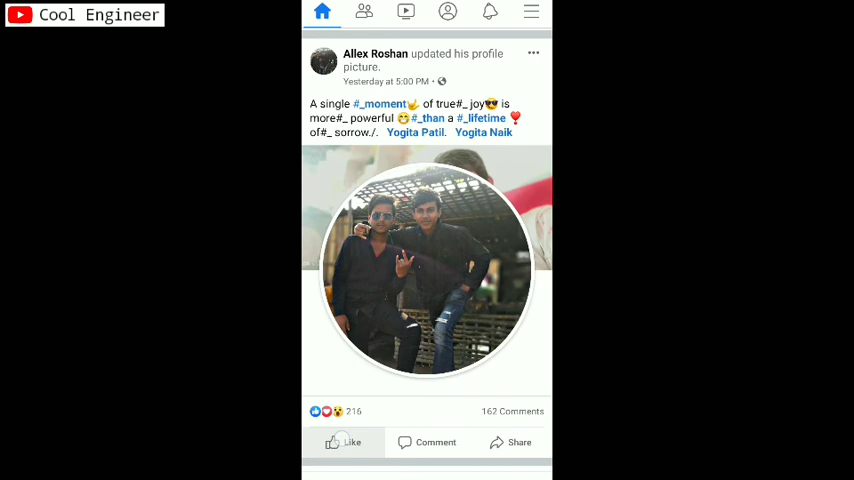 Cool Engineer
Allex Roshan updated his profile
picture.
Yesterday at 5:00 PM •
A single #_moment🤟 of true#_ joy😎 is
more#_ powerful 😁#_than a #_lifetime ❣️
of#_ sorrow./. Yogita Patil. Yogita Naik
216
162 Comments
Like
Comment
Share